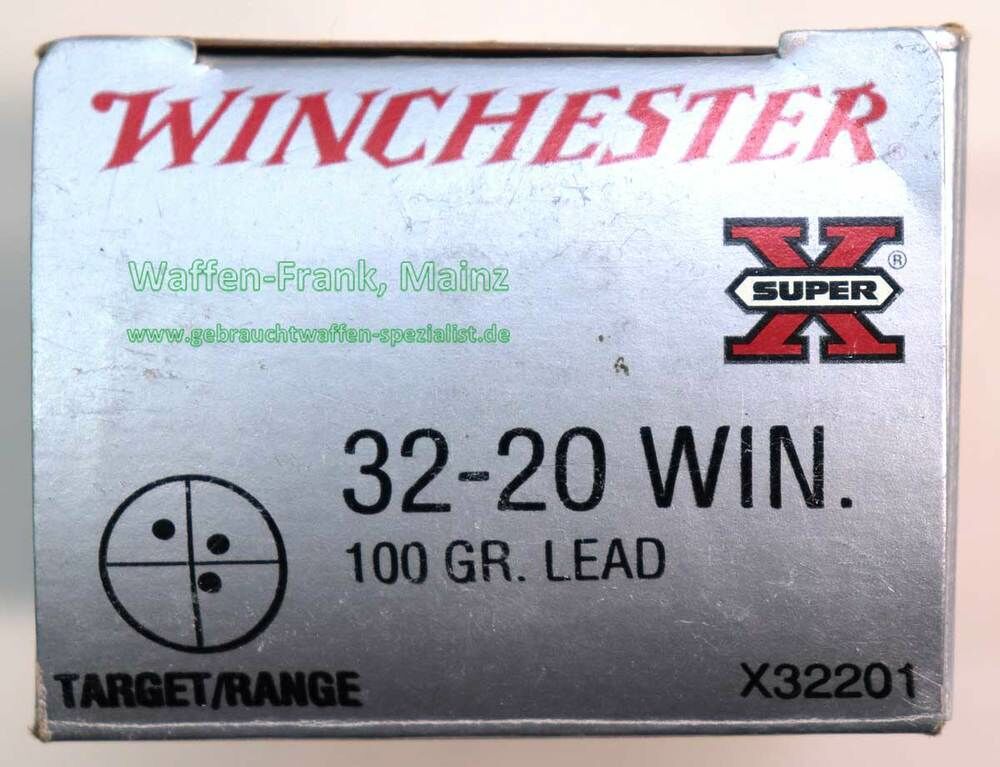 WINCHESTER®
X
SUPER
®
Waffen-Frank, Mainz
www.gebrauchtwaffen-spezialist.de
32-20 WIN.
100 GR. LEAD
TARGET/RANGE
X32201